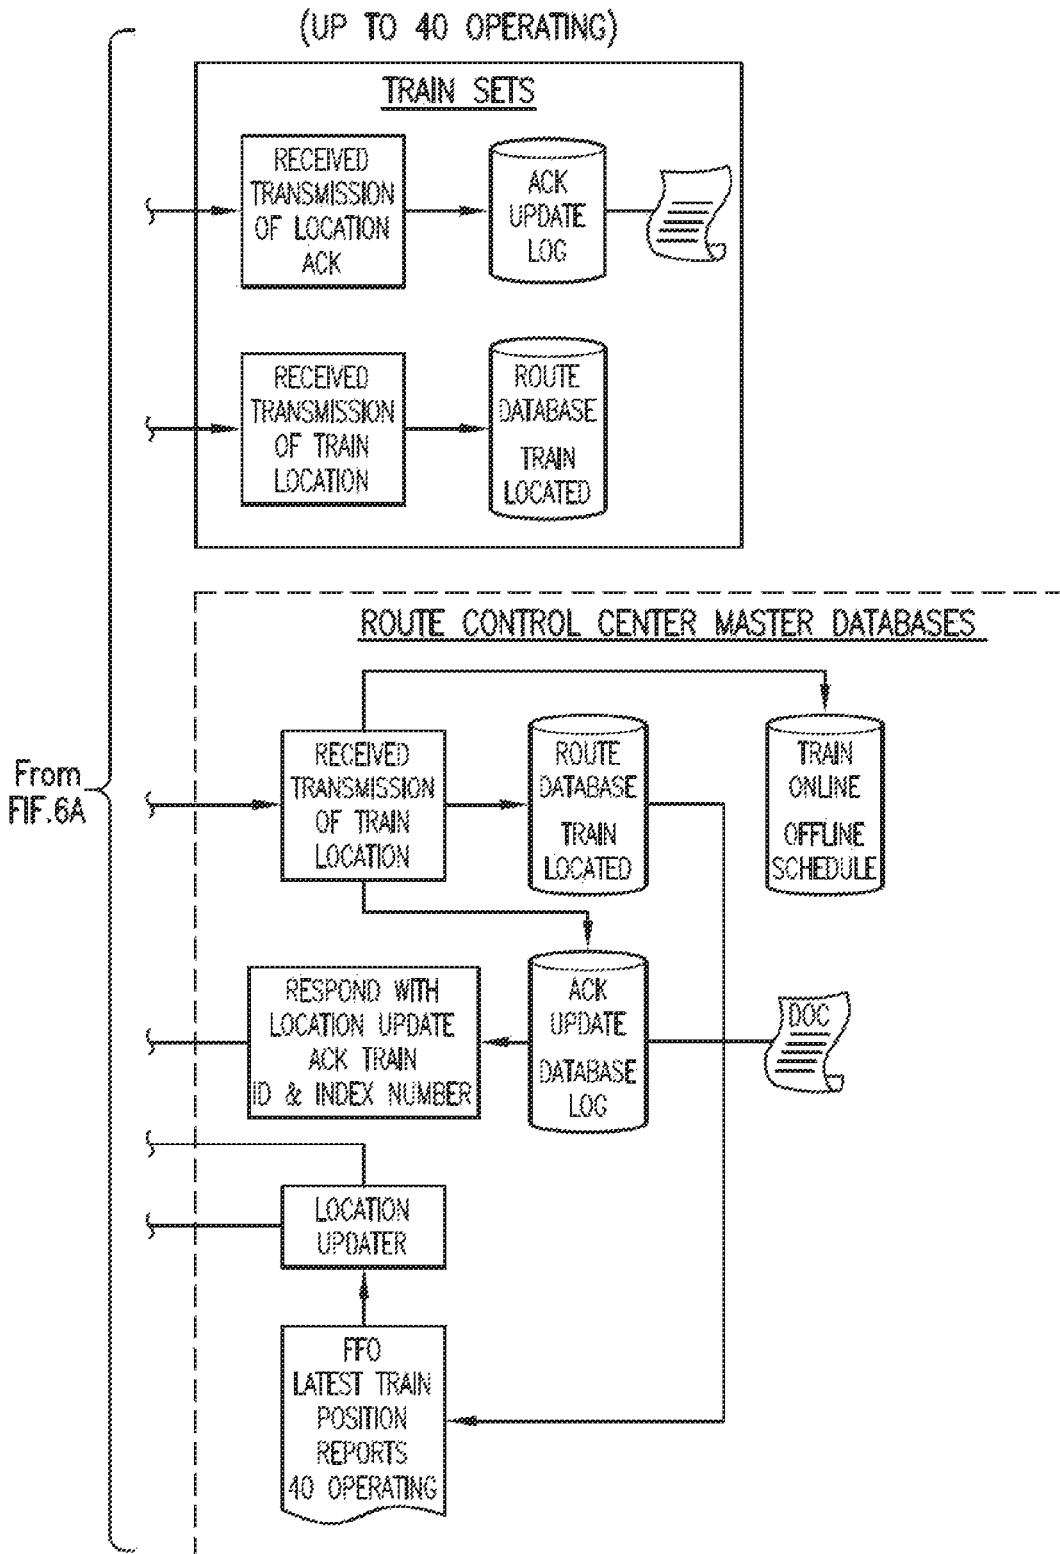 (UP TO 40 OPERATING)
TRAIN SETS
RECEIVED
TRANSMISSION
OF LOCATION
ACK
ACK
UPDATE
LOG
RECEIVED
TRANSMISSION
OF TRAIN
LOCATION
ROUTE
DATABASE
TRAIN
LOCATED
ROUTE CONTROL CENTER MASTER DATABASES
From
FIF.6A
RECEIVED
TRANSMISSION
OF TRAIN
LOCATION
ROUTE
DATABASE
TRAIN
LOCATED
TRAIN
ONLINE
OFFLINE
SCHEDULE
RESPOND WITH
LOCATION UPDATE
ACK TRAIN
ID & INDEX NUMBER
ACK
UPDATE
DATABASE
LOG
DOC
LOCATION
UPDATER
FFO
LATEST TRAIN
POSITION
REPORTS
40 OPERATING